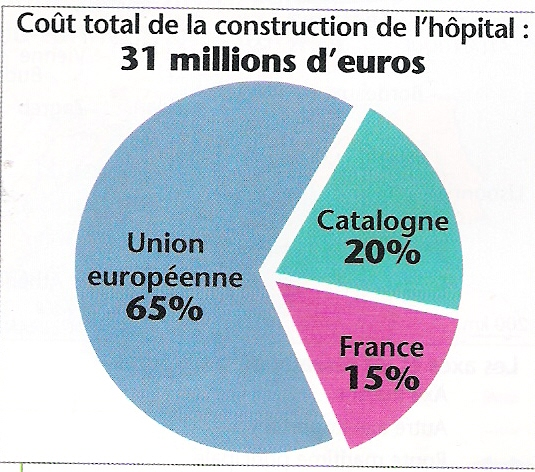 Coût total de la construction de l'hôpital :
31 millions d'euros
Catalogne
20%
Union
européenne
65%
France
15%